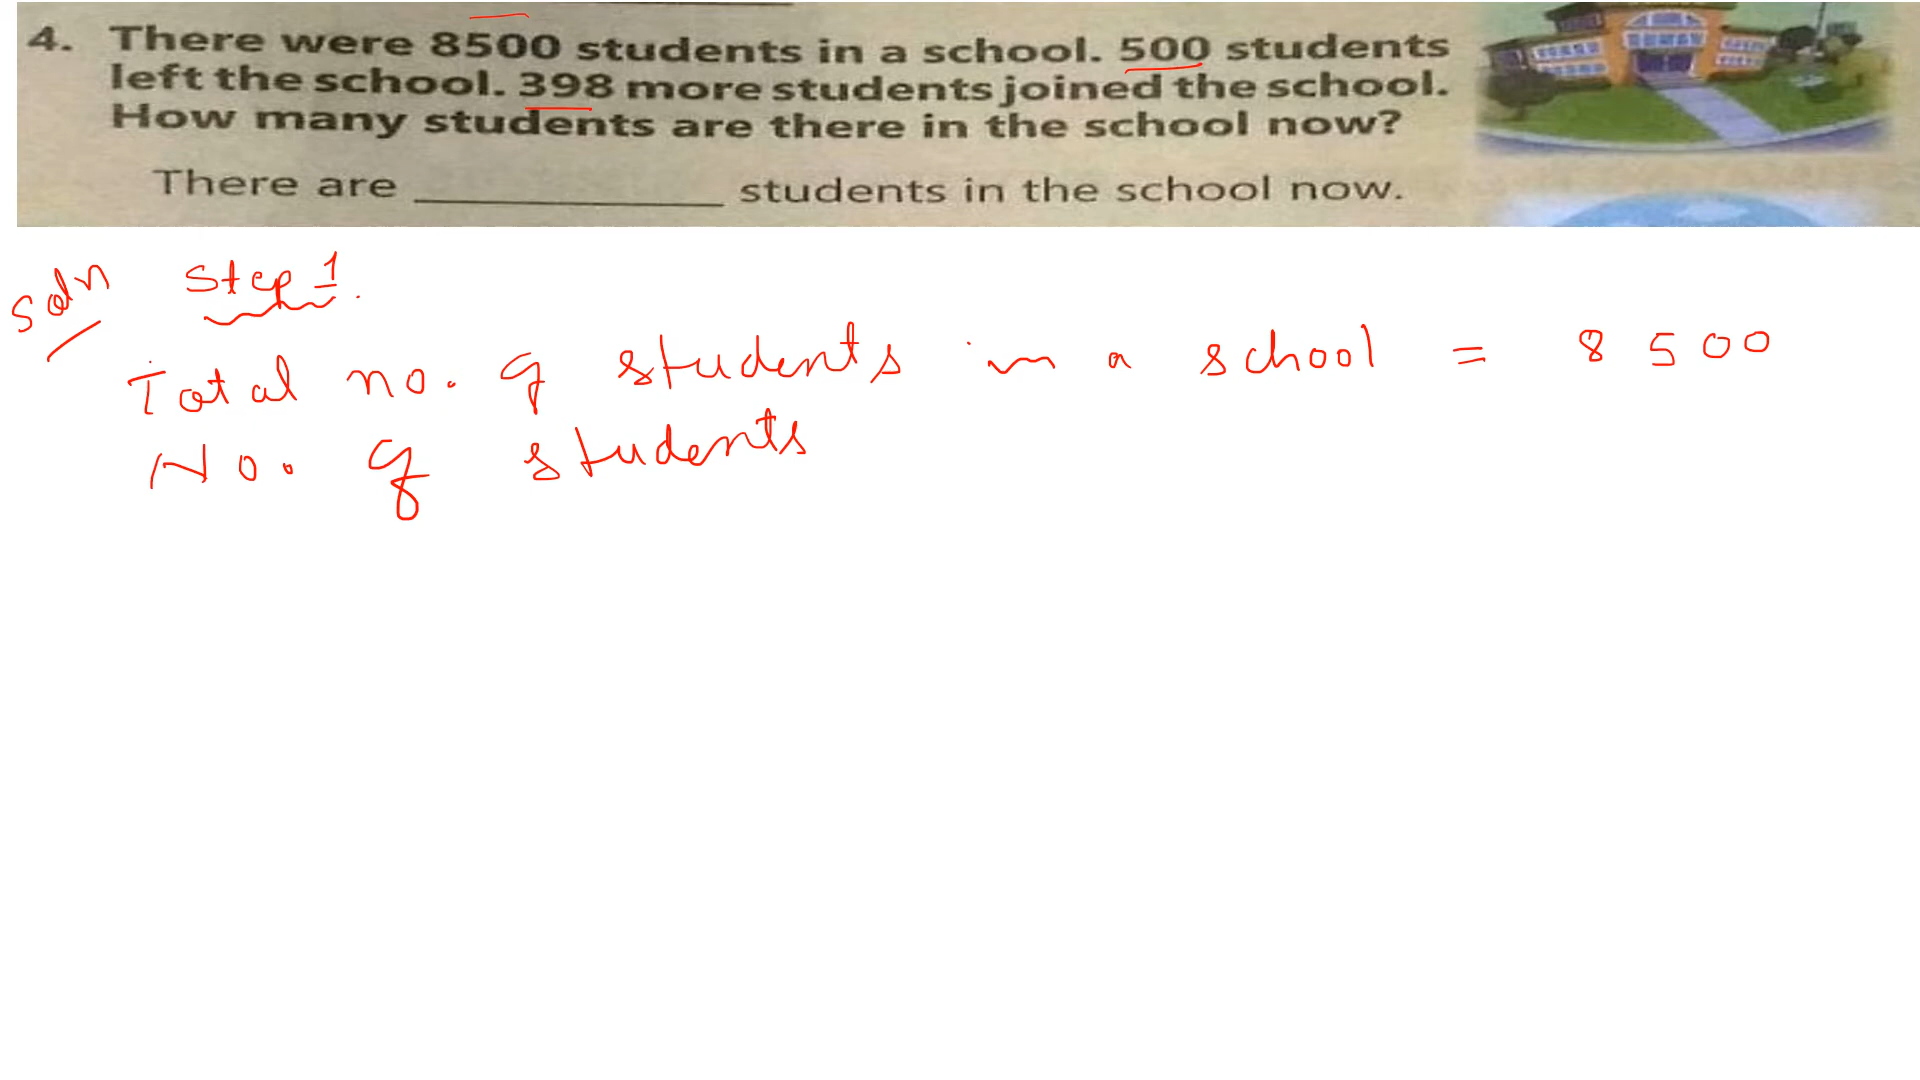 4. There were 8500 students in a school. 500 students
left the school. 398 more students joined the school.
How many students are there in the school now?
There are __________ students in the school now.
Soln Step 1.
Total no. of students in a school = 8500
No. of students